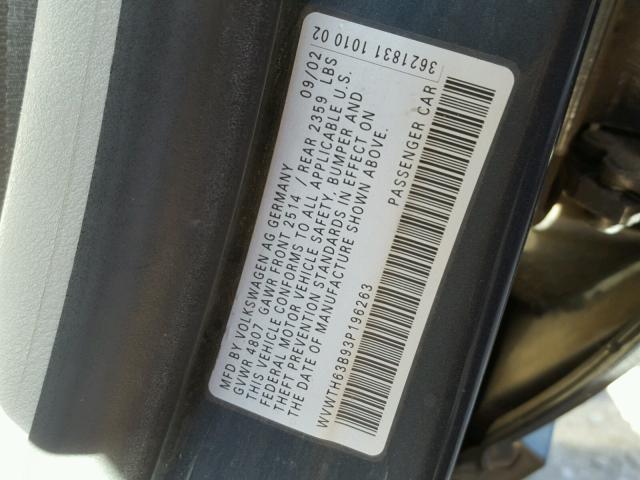 MFD BY VOLKSWAGEN AG GERMANY 09/02
GVWR 4807 GAWR FRONT 2514 / REAR 2359 LBS
THIS VEHICLE CONFORMS TO ALL APPLICABLE U.S.
FEDERAL MOTOR VEHICLE SAFETY, BUMPER AND
THEFT PREVENTION STANDARDS IN EFFECT ON
THE DATE OF MANUFACTURE SHOWN ABOVE.
WVWTH63B93P196263 PASSENGER CAR
3621831 1010 02